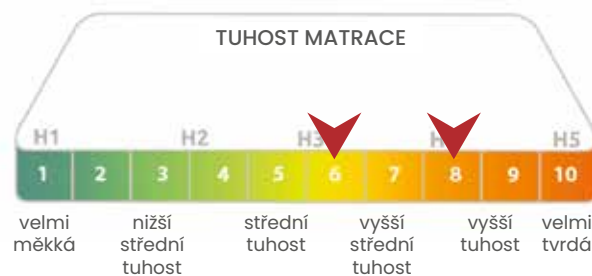 TUHOST MATRACE
H1 H2 H3 H H5
1 2 3 4 5 6 7 8 9 10
velmi měkká
nižší střední tuhost
střední tuhost
vyšší střední tuhost
vyšší tuhost
velmi tvrdá